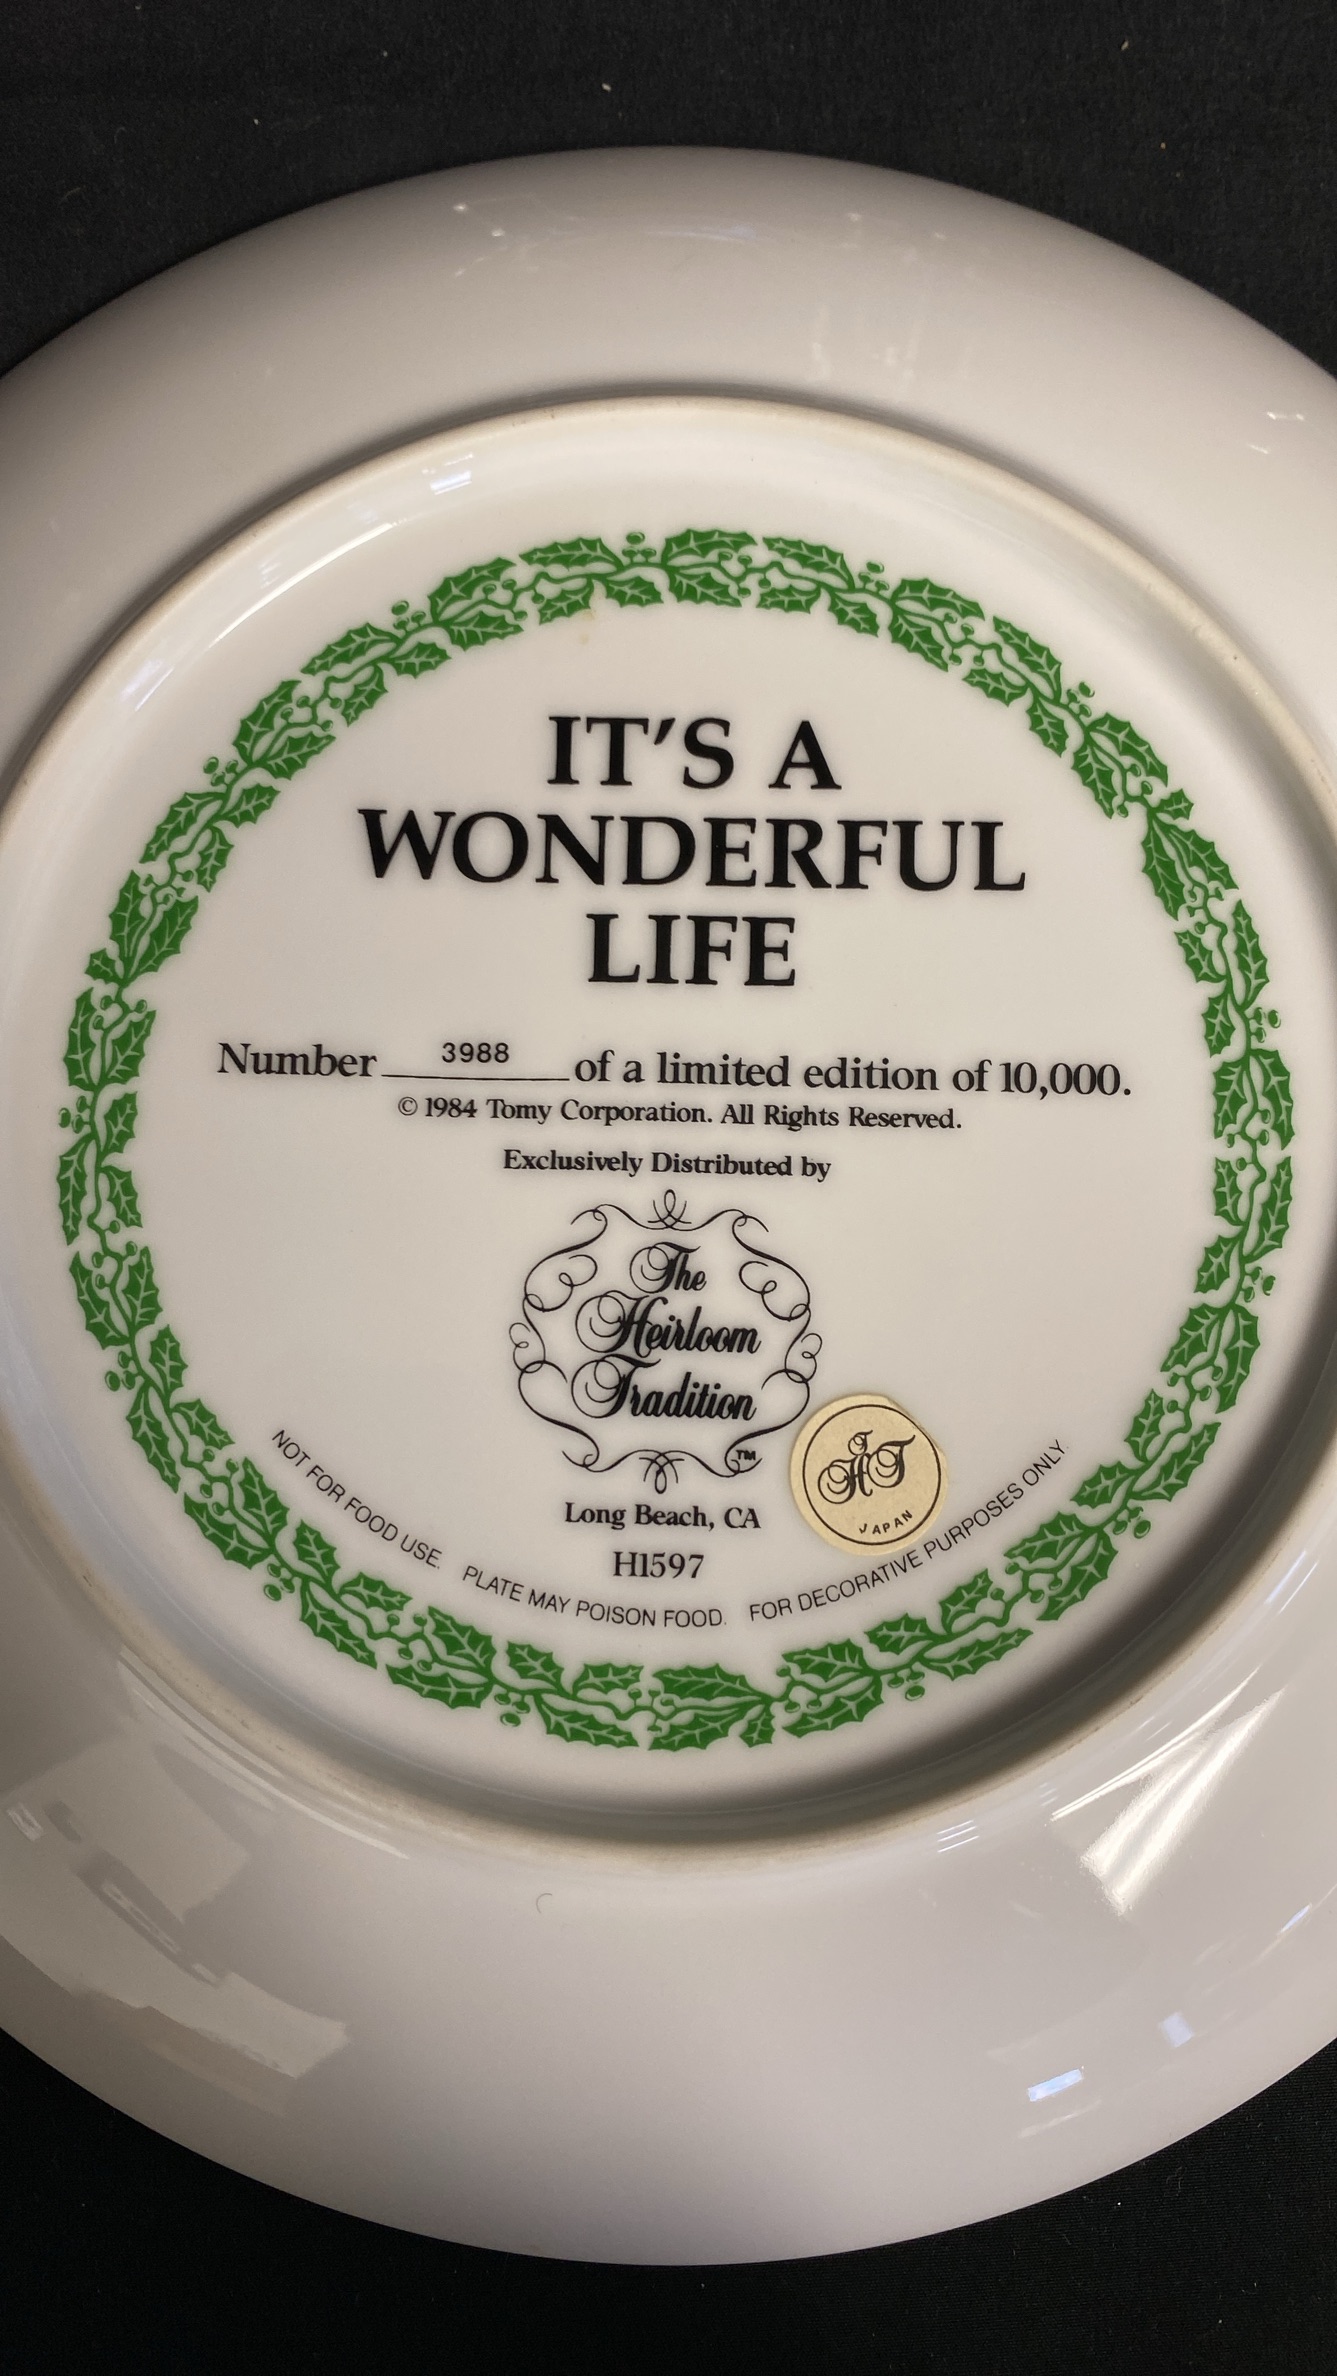 IT'S A
WONDERFUL
LIFE
Number 3988 of a limited edition of 10,000.
© 1984 Tomy Corporation. All Rights Reserved.
Exclusively Distributed by
The
Heirloom
Tradition
TM
Long Beach, CA
H1597
THT
JAPAN
NOT FOR FOOD USE. PLATE MAY POISON FOOD. FOR DECORATIVE PURPOSES ONLY.